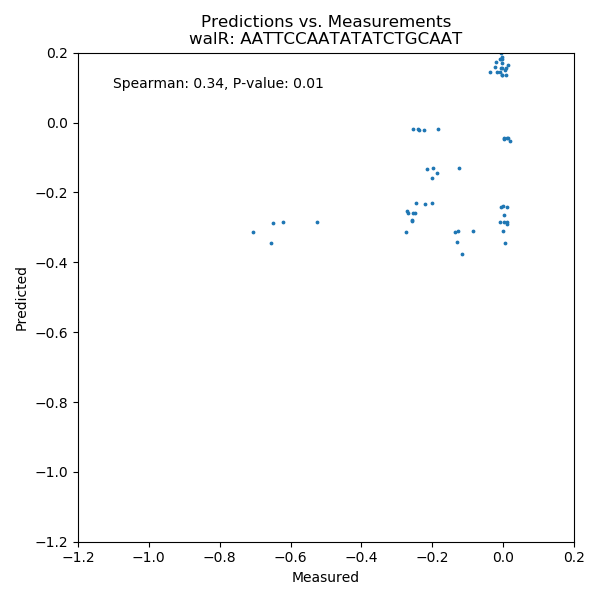 Predictions vs. Measurements
walR: AATTCCAATATATCTGCAAT
Spearman: 0.34, P-value: 0.01
0.2
0.0
−0.2
−0.4
−0.6
−0.8
−1.0
−1.2
Predicted
−1.2 −1.0 −0.8 −0.6 −0.4 −0.2 0.0 0.2
Measured